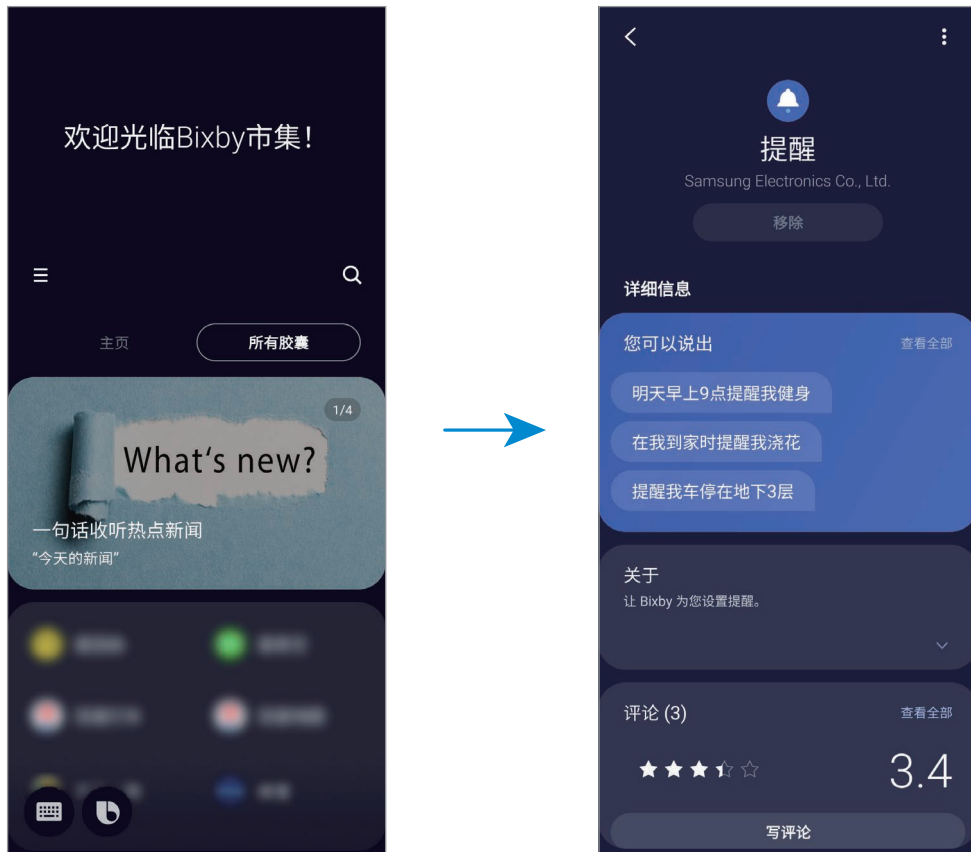 欢迎光临Bixby市集!
主页
所有胶囊
1/4
What's new?
一句话收听热点新闻
“今天的新闻”
提醒
Samsung Electronics Co., Ltd.
移除
详细信息
您可以说出
查看全部
明天早上9点提醒我健身
在我到家时提醒我浇花
提醒我车停在地下3层
关于
让 Bixby 为您设置提醒。
评论 (3)
查看全部
3.4
写评论